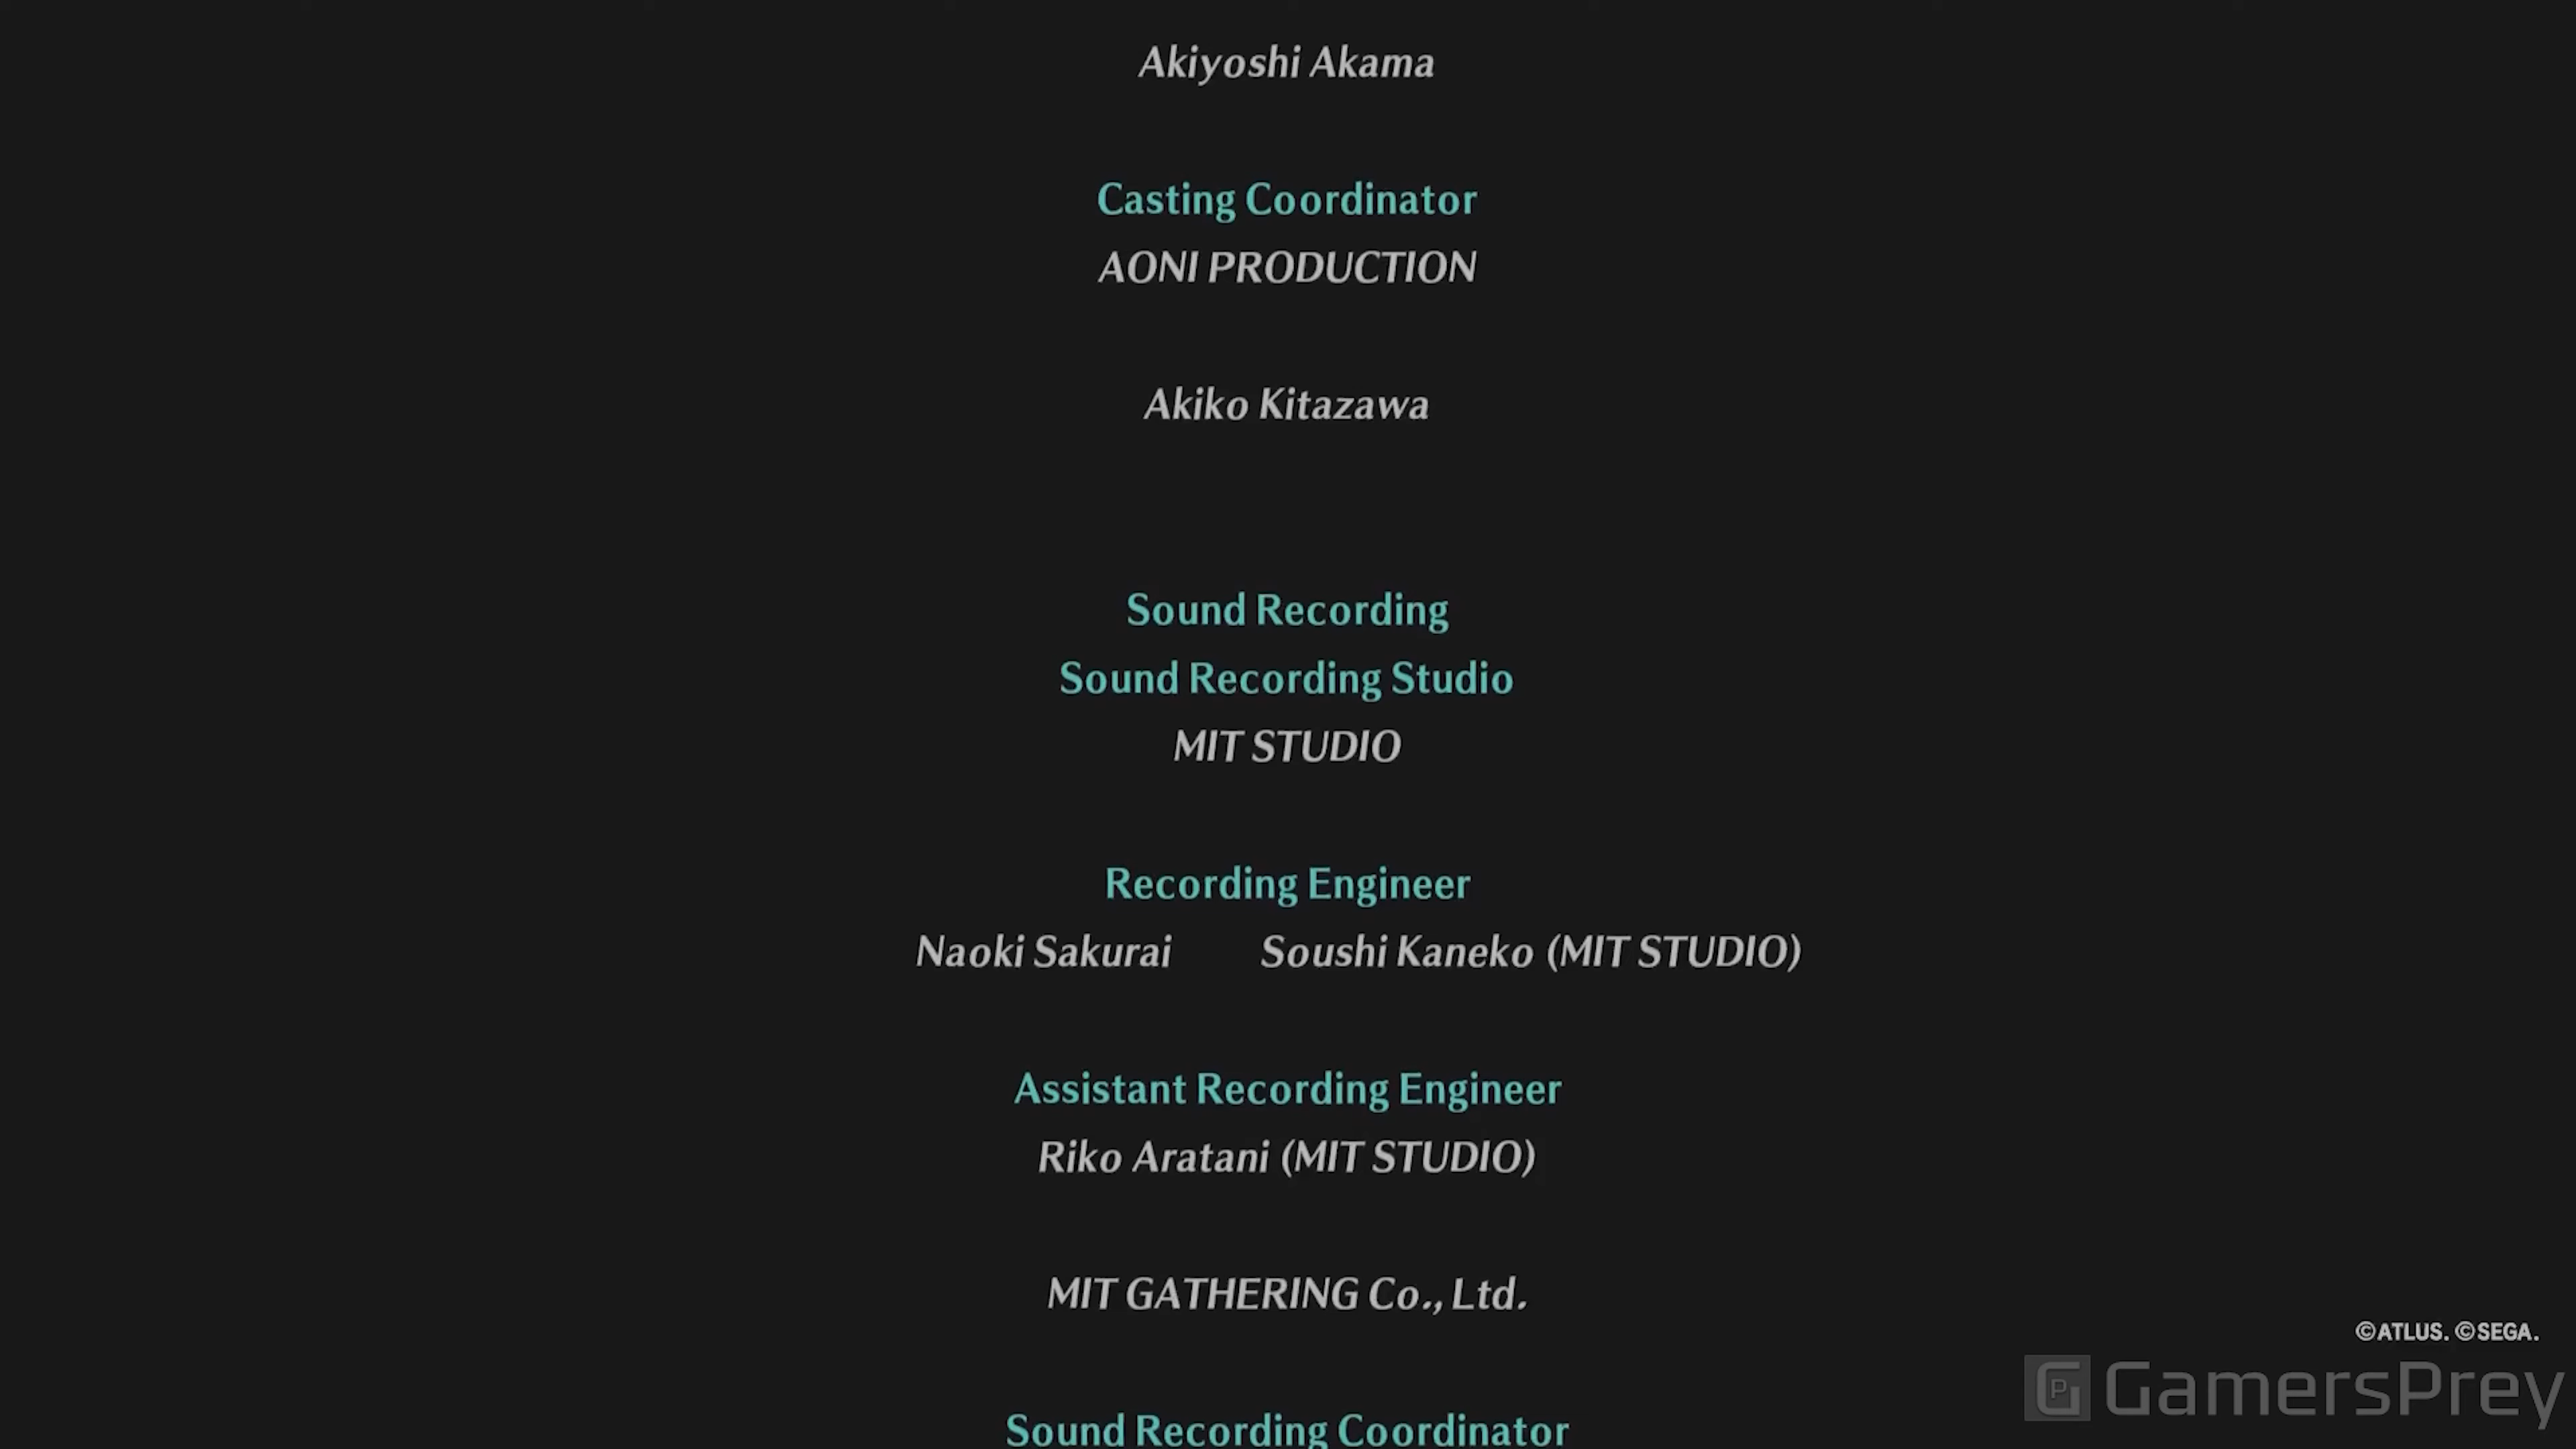 Akiyoshi Akama
Casting Coordinator
AONI PRODUCTION
Akiko Kitazawa
Sound Recording
Sound Recording Studio
MIT STUDIO
Recording Engineer
Naoki Sakurai Soushi Kaneko (MIT STUDIO)
Assistant Recording Engineer
Riko Aratani (MIT STUDIO)
MIT GATHERING Co., Ltd.
Sound Recording Coordinator
©ATLUS. ©SEGA.
GamersPrey